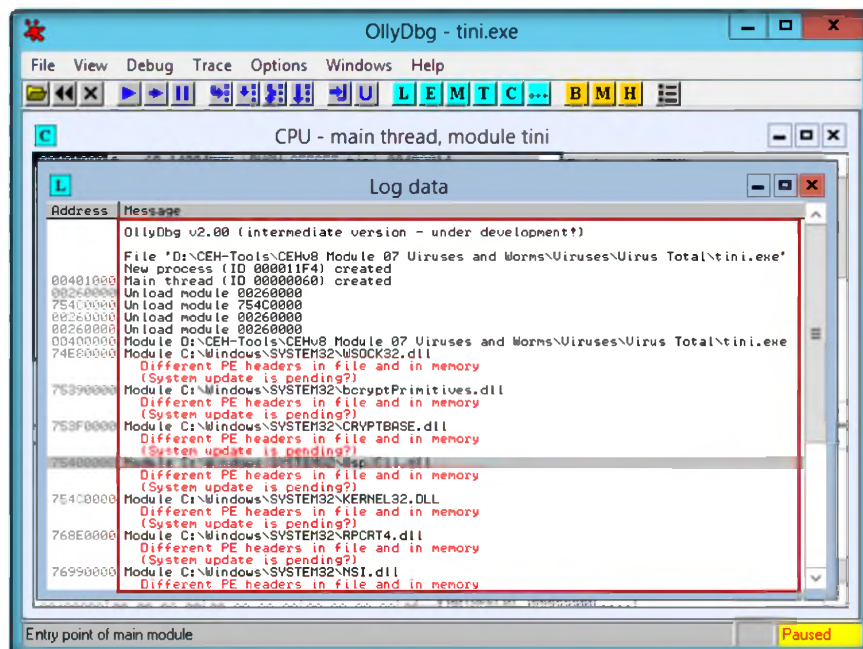 OllyDbg - tini.exe
File View Debug Trace Options Windows Help
L E M T C ... B M H
C CPU - main thread, module tini
L Log data
Address Message
OllyDbg v2.00 (intermediate version - under development!)
File 'D:\CEH-Tools\CEHv8 Module 07 Viruses and Worms\Viruses\Virus Total\tini.exe'
New process (ID 000011F4) created
00401000 Main thread (ID 00000060) created
00260000 Unload module 00260000
754C0000 Unload module 754C0000
00260000 Unload module 00260000
00260000 Unload module 00260000
00400000 Module D:\CEH-Tools\CEHv8 Module 07 Viruses and Worms\Viruses\Virus Total\tini.exe
74E80000 Module C:\Windows\SYSTEM32\WSOCK32.dll
Different PE headers in file and in memory
(System update is pending?)
75390000 Module C:\Windows\SYSTEM32\bcryptPrimitives.dll
Different PE headers in file and in memory
(System update is pending?)
753F0000 Module C:\Windows\SYSTEM32\CRYPTBASE.dll
Different PE headers in file and in memory
(System update is pending?)
75400000 Module C:\Windows\SYSTEM32\
Different PE headers in file and in memory
(System update is pending?)
754C0000 Module C:\Windows\SYSTEM32\KERNEL32.DLL
Different PE headers in file and in memory
(System update is pending?)
768E0000 Module C:\Windows\SYSTEM32\RPCRT4.dll
Different PE headers in file and in memory
(System update is pending?)
76990000 Module C:\Windows\SYSTEM32\NSI.dll
Different PE headers in file and in memory
Entry point of main module
Paused